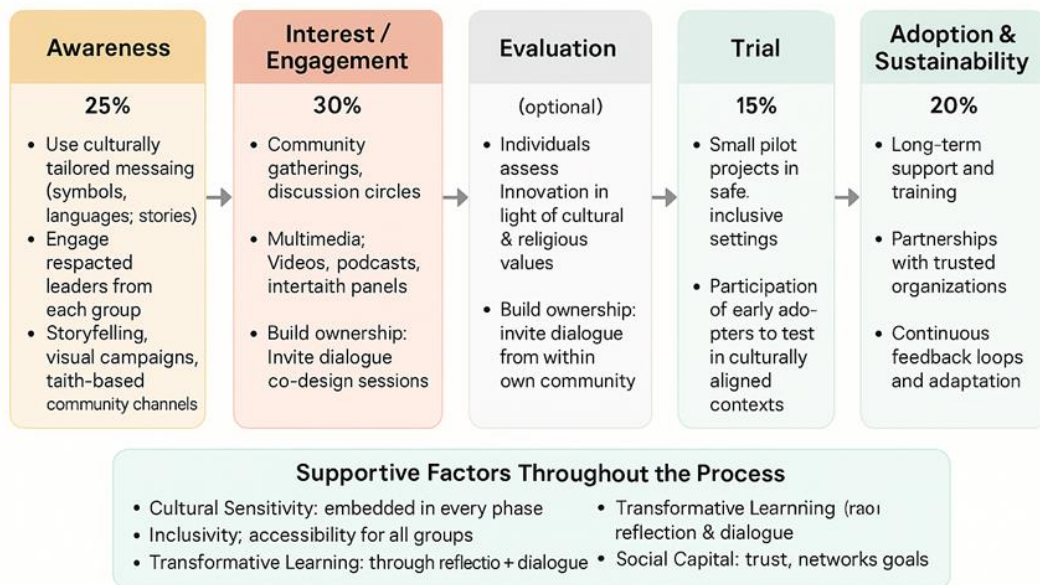 Awareness
25%
• Use culturally
tailored messaing
(symbols,
languages; stories)
• Engage
respacted
leaders from
each group
• Storyfelling,
visual campaigns,
taith-based
community channels
Interest /
Engagement
30%
• Community
gatherings,
discussion circles
• Multimedia;
Videos, podcasts,
intertaith panels
• Build ownership:
Invite dialogue
co-design sessions
Evaluation
(optional)
• Individuals
assess
Innovation in
light of cultural
& religious
values
• Build ownership:
invite dialogue
from within
own community
Trial
15%
• Small pilot
projects in
safe.
inclusive
settings
• Participation
of early ado-
pters to test
in culturally
aligned
contexts
Adoption &
Sustainability
20%
• Long-term
support and
training
• Partnerships
with trusted
organizations
• Continuous
feedback loops
and adaptation
Supportive Factors Throughout the Process
• Cultural Sensitivity: embedded in every phase
• Inclusivity; accessibility for all groups
• Transformative Learning: through reflectio + dialogue
• Transformative Learnring
reflection & dialogue
• Social Capital: trust, networks goals